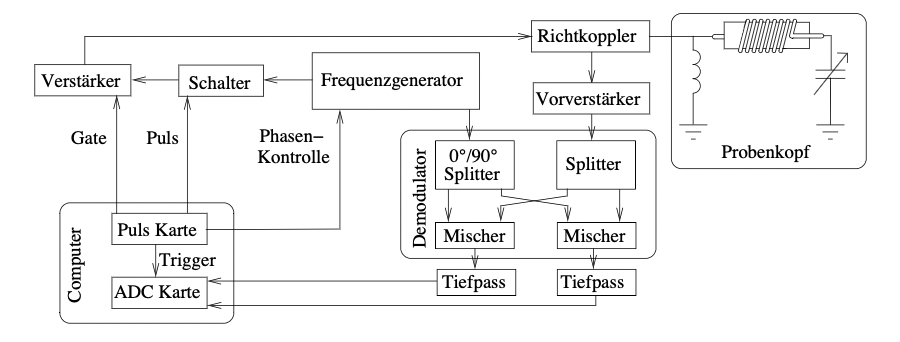 Richtkoppler
Verstärker
Schalter
Frequenzgenerator
Vorverstärker
Probenkopf
Gate
Puls
Phasen–
Kontrolle
Demodulator
0°/90°
Splitter
Splitter
Mischer
Mischer
Computer
Puls Karte
Trigger
ADC Karte
Tiefpass
Tiefpass